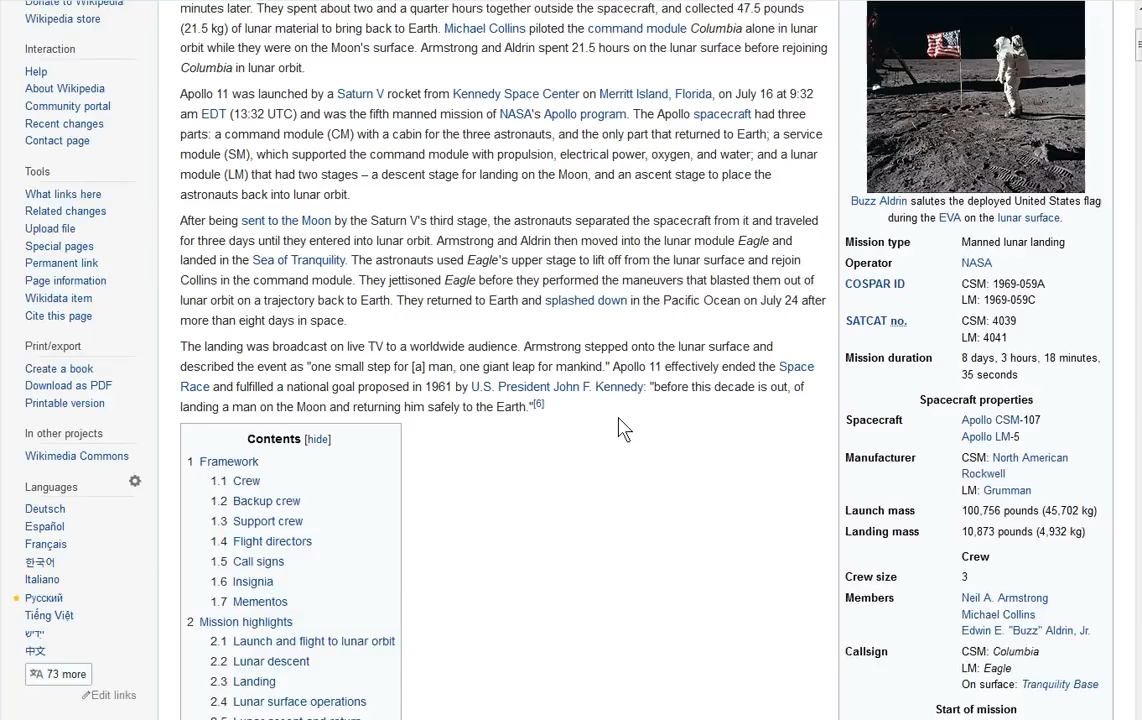 Donate to Wikipedia
Wikipedia store
Interaction
Help
About Wikipedia
Community portal
Recent changes
Contact page
Tools
What links here
Related changes
Upload file
Special pages
Permanent link
Page information
Wikidata item
Cite this page
Print/export
Create a book
Download as PDF
Printable version
In other projects
Wikimedia Commons
Languages
Deutsch
Español
Français
한국어
Italiano
Русский
Tiếng Việt
ייִדיש
中文
73 more
Edit links
minutes later. They spent about two and a quarter hours together outside the spacecraft, and collected 47.5 pounds
(21.5 kg) of lunar material to bring back to Earth. Michael Collins piloted the command module Columbia alone in lunar
orbit while they were on the Moon's surface. Armstrong and Aldrin spent 21.5 hours on the lunar surface before rejoining
Columbia in lunar orbit.
Apollo 11 was launched by a Saturn V rocket from Kennedy Space Center on Merritt Island, Florida, on July 16 at 9:32
am EDT (13:32 UTC) and was the fifth manned mission of NASA's Apollo program. The Apollo spacecraft had three
parts: a command module (CM) with a cabin for the three astronauts, and the only part that returned to Earth; a service
module (SM), which supported the command module with propulsion, electrical power, oxygen, and water; and a lunar
module (LM) that had two stages – a descent stage for landing on the Moon, and an ascent stage to place the
astronauts back into lunar orbit.
After being sent to the Moon by the Saturn V's third stage, the astronauts separated the spacecraft from it and traveled
for three days until they entered into lunar orbit. Armstrong and Aldrin then moved into the lunar module Eagle and
landed in the Sea of Tranquility. The astronauts used Eagle's upper stage to lift off from the lunar surface and rejoin
Collins in the command module. They jettisoned Eagle before they performed the maneuvers that blasted them out of
lunar orbit on a trajectory back to Earth. They returned to Earth and splashed down in the Pacific Ocean on July 24 after
more than eight days in space.
The landing was broadcast on live TV to a worldwide audience. Armstrong stepped onto the lunar surface and
described the event as "one small step for [a] man, one giant leap for mankind." Apollo 11 effectively ended the Space
Race and fulfilled a national goal proposed in 1961 by U.S. President John F. Kennedy: "before this decade is out, of
landing a man on the Moon and returning him safely to the Earth."[6]
Contents [hide]
1 Framework
1.1 Crew
1.2 Backup crew
1.3 Support crew
1.4 Flight directors
1.5 Call signs
1.6 Insignia
1.7 Mementos
2 Mission highlights
2.1 Launch and flight to lunar orbit
2.2 Lunar descent
2.3 Landing
2.4 Lunar surface operations
Buzz Aldrin salutes the deployed United States flag
during the EVA on the lunar surface.
Mission type Manned lunar landing
Operator NASA
COSPAR ID CSM: 1969-059A
LM: 1969-059C
SATCAT no. CSM: 4039
LM: 4041
Mission duration 8 days, 3 hours, 18 minutes,
35 seconds
Spacecraft properties
Spacecraft Apollo CSM-107
Apollo LM-5
Manufacturer CSM: North American
Rockwell
LM: Grumman
Launch mass 100,756 pounds (45,702 kg)
Landing mass 10,873 pounds (4,932 kg)
Crew
Crew size 3
Members Neil A. Armstrong
Michael Collins
Edwin E. "Buzz" Aldrin, Jr.
Callsign CSM: Columbia
LM: Eagle
On surface: Tranquility Base
Start of mission